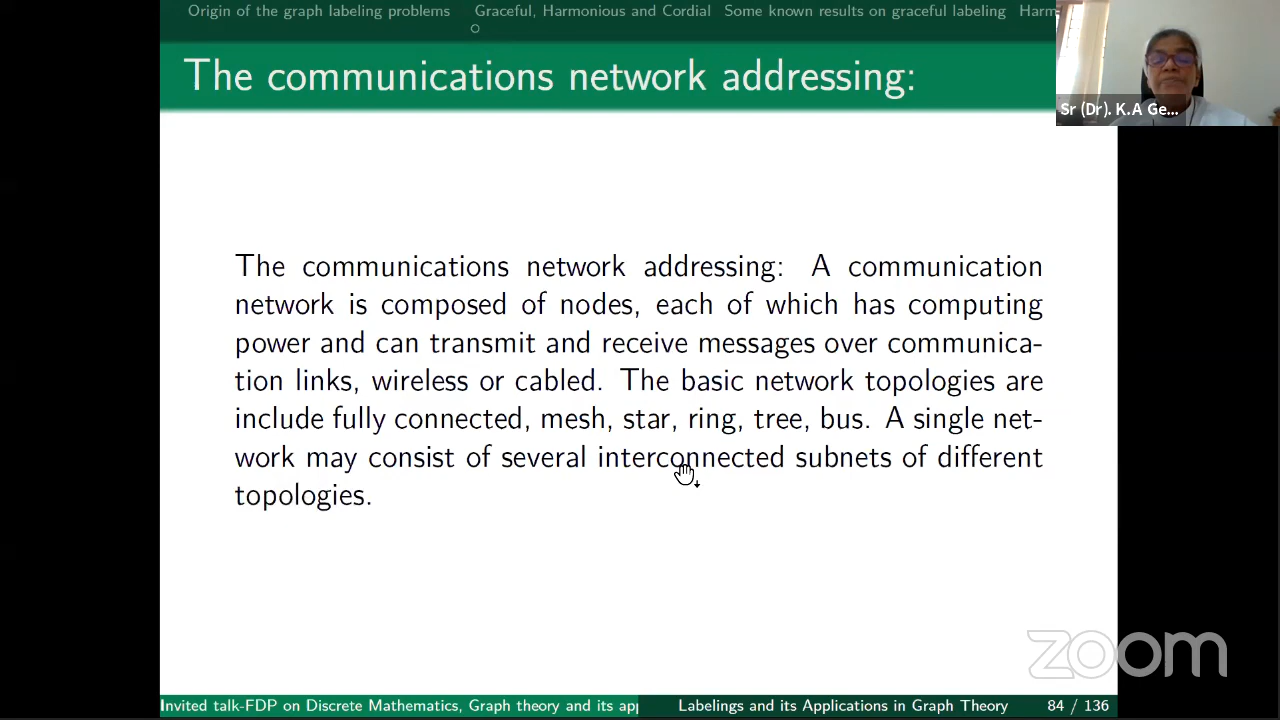 Origin of the graph labeling problems Graceful, Harmonious and Cordial Some known results on graceful labeling Harm
The communications network addressing:
Sr (Dr). K.A Ge...
The communications network addressing: A communication
network is composed of nodes, each of which has computing
power and can transmit and receive messages over communica-
tion links, wireless or cabled. The basic network topologies are
include fully connected, mesh, star, ring, tree, bus. A single net-
work may consist of several interconnected subnets of different
topologies.
zoom
Invited talk-FDP on Discrete Mathematics, Graph theory and its app Labelings and its Applications in Graph Theory 84 / 136